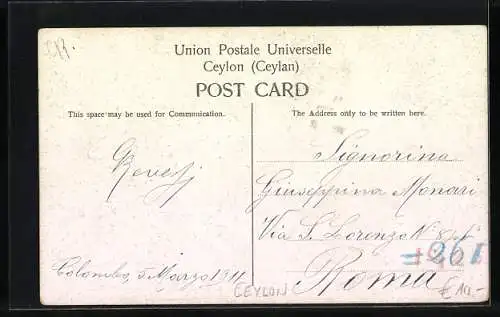 Union Postale Universelle
Ceylon (Ceylan)
POST CARD
This space may be used for Communication.
The Address only to be written here.
Signorina
Giuseppina Monari
Via S. Lorenzo N.
Roma
Colombo, 5 Marzo 1911
CEYLON
€10.-